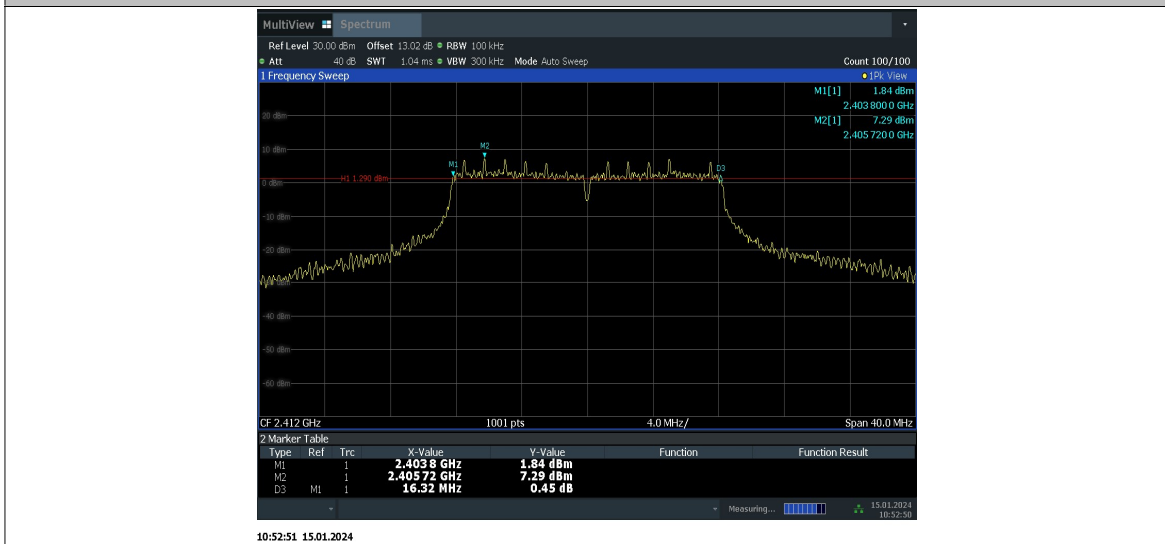 MultiView Spectrum
Ref Level 30.00 dBm Offset 13.02 dB RBW 100 kHz
Att 40 dB SWT 1.04 ms VBW 300 kHz Mode Auto Sweep Count 100/100
1 Frequency Sweep 1Pk View
M1[1] 1.84 dBm
2.403 800 0 GHz
M2[1] 7.29 dBm
2.405 720 0 GHz
20 dBm
10 dBm
M2
M1
D3
H1 1.290 dBm
0 dBm
-10 dBm
-20 dBm
-30 dBm
-40 dBm
-50 dBm
-60 dBm
CF 2.412 GHz 1001 pts 4.0 MHz/ Span 40.0 MHz
2 Marker Table
Type Ref Trc X-Value Y-Value Function Function Result
M1 1 2.4038 GHz 1.84 dBm
M2 1 2.40572 GHz 7.29 dBm
D3 M1 1 16.32 MHz 0.45 dB
Measuring... 15.01.2024
10:52:50
10:52:51 15.01.2024